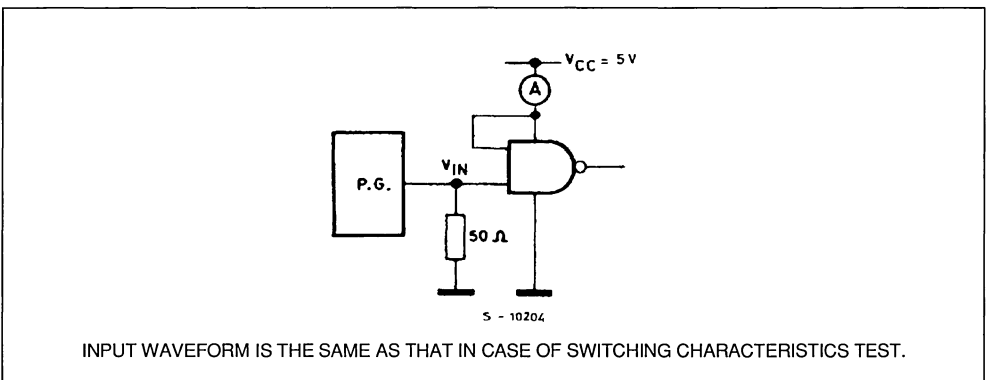 VCC = 5V
A
VIN
P.G.
50 Ω
S - 10204
INPUT WAVEFORM IS THE SAME AS THAT IN CASE OF SWITCHING CHARACTERISTICS TEST.